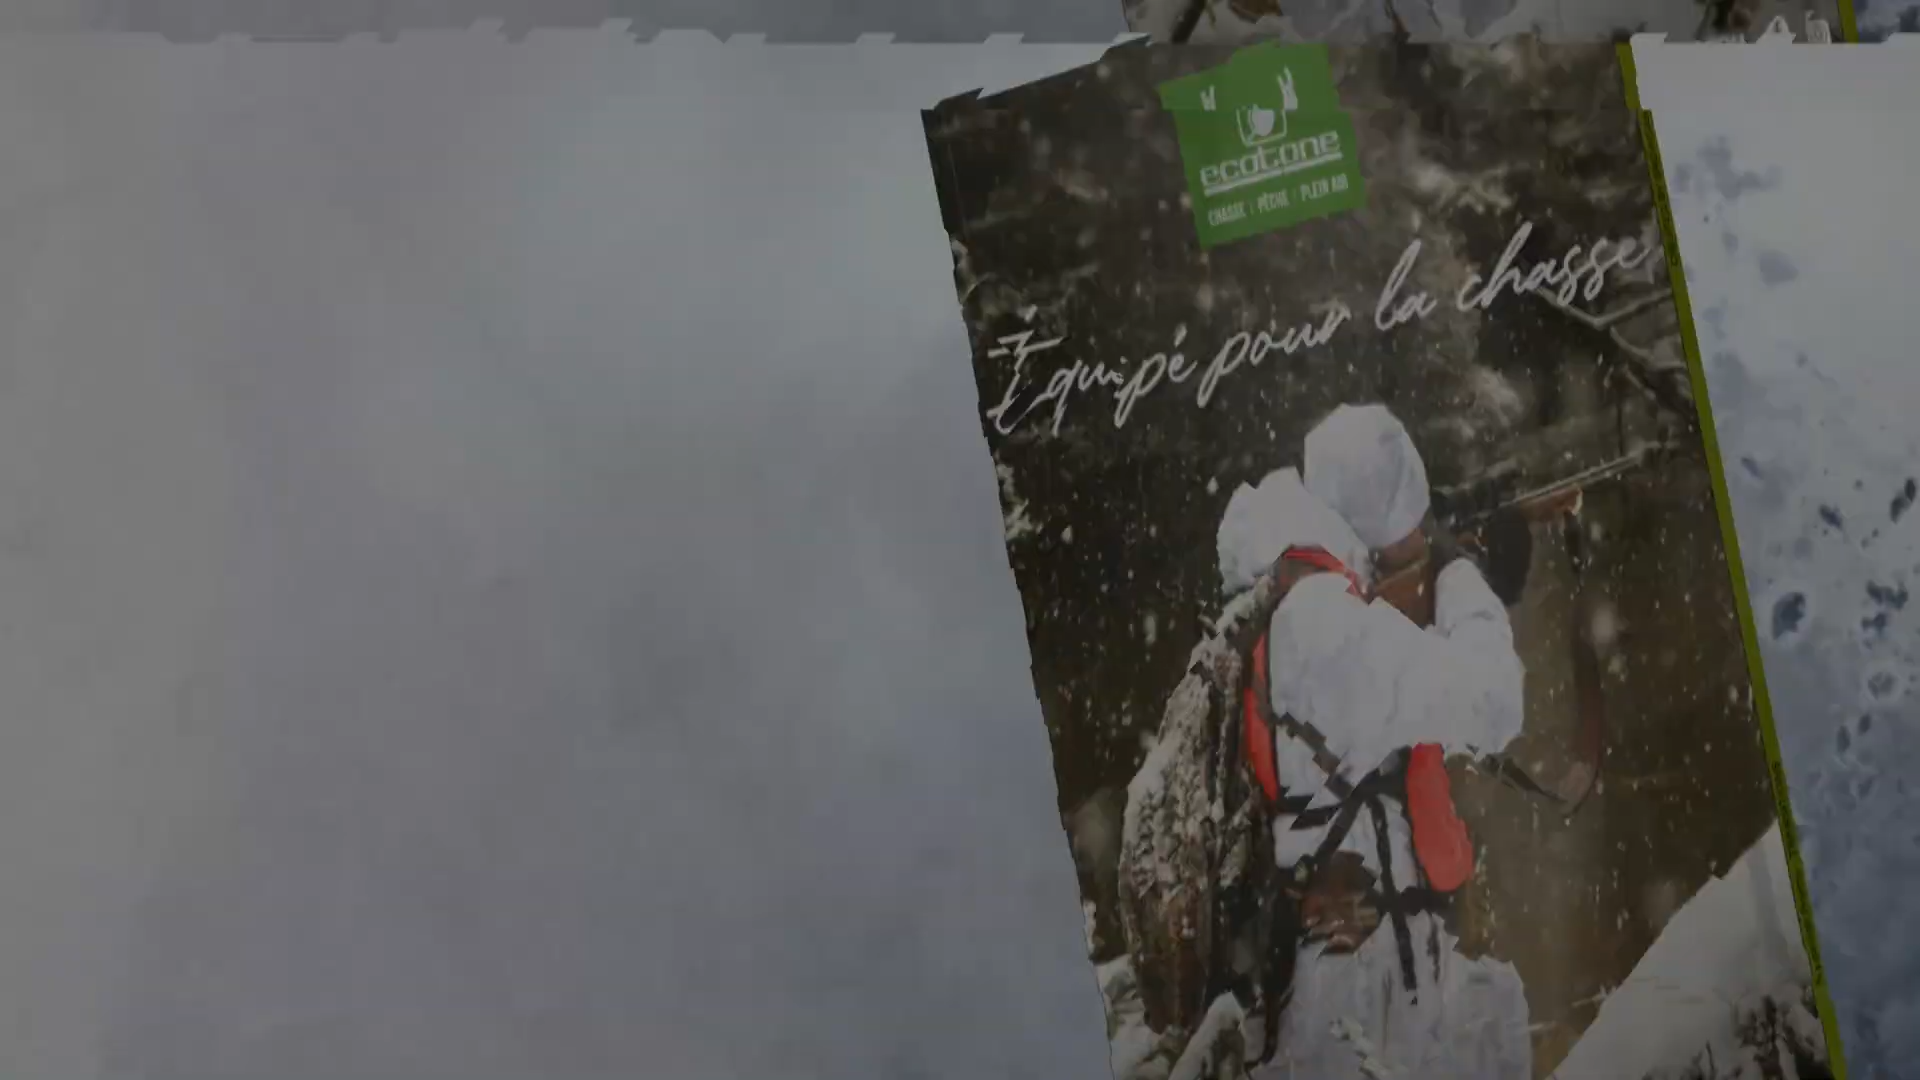 ecotone
CHASSE | PÊCHE | PLEIN AIR
Équipé pour la chasse